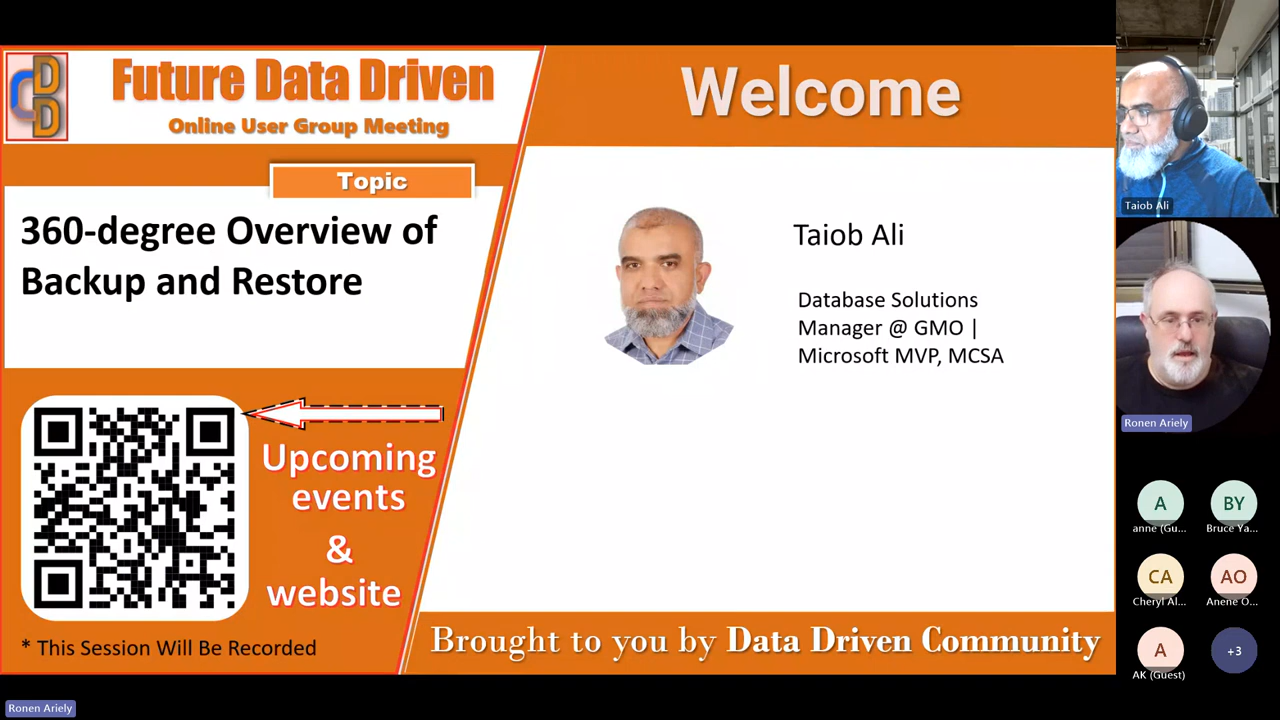 Future Data Driven
Online User Group Meeting
Topic
360-degree Overview of
Backup and Restore
Upcoming
events
&
website
* This Session Will Be Recorded
Welcome
Taiob Ali
Database Solutions
Manager @ GMO |
Microsoft MVP, MCSA
Brought to you by Data Driven Community
Taiob Ali
Ronen Ariely
A
BY
anne (Gu...
Bruce Ya...
CA
AO
Cheryl Al...
Anene O...
A
+3
AK (Guest)
Ronen Ariely